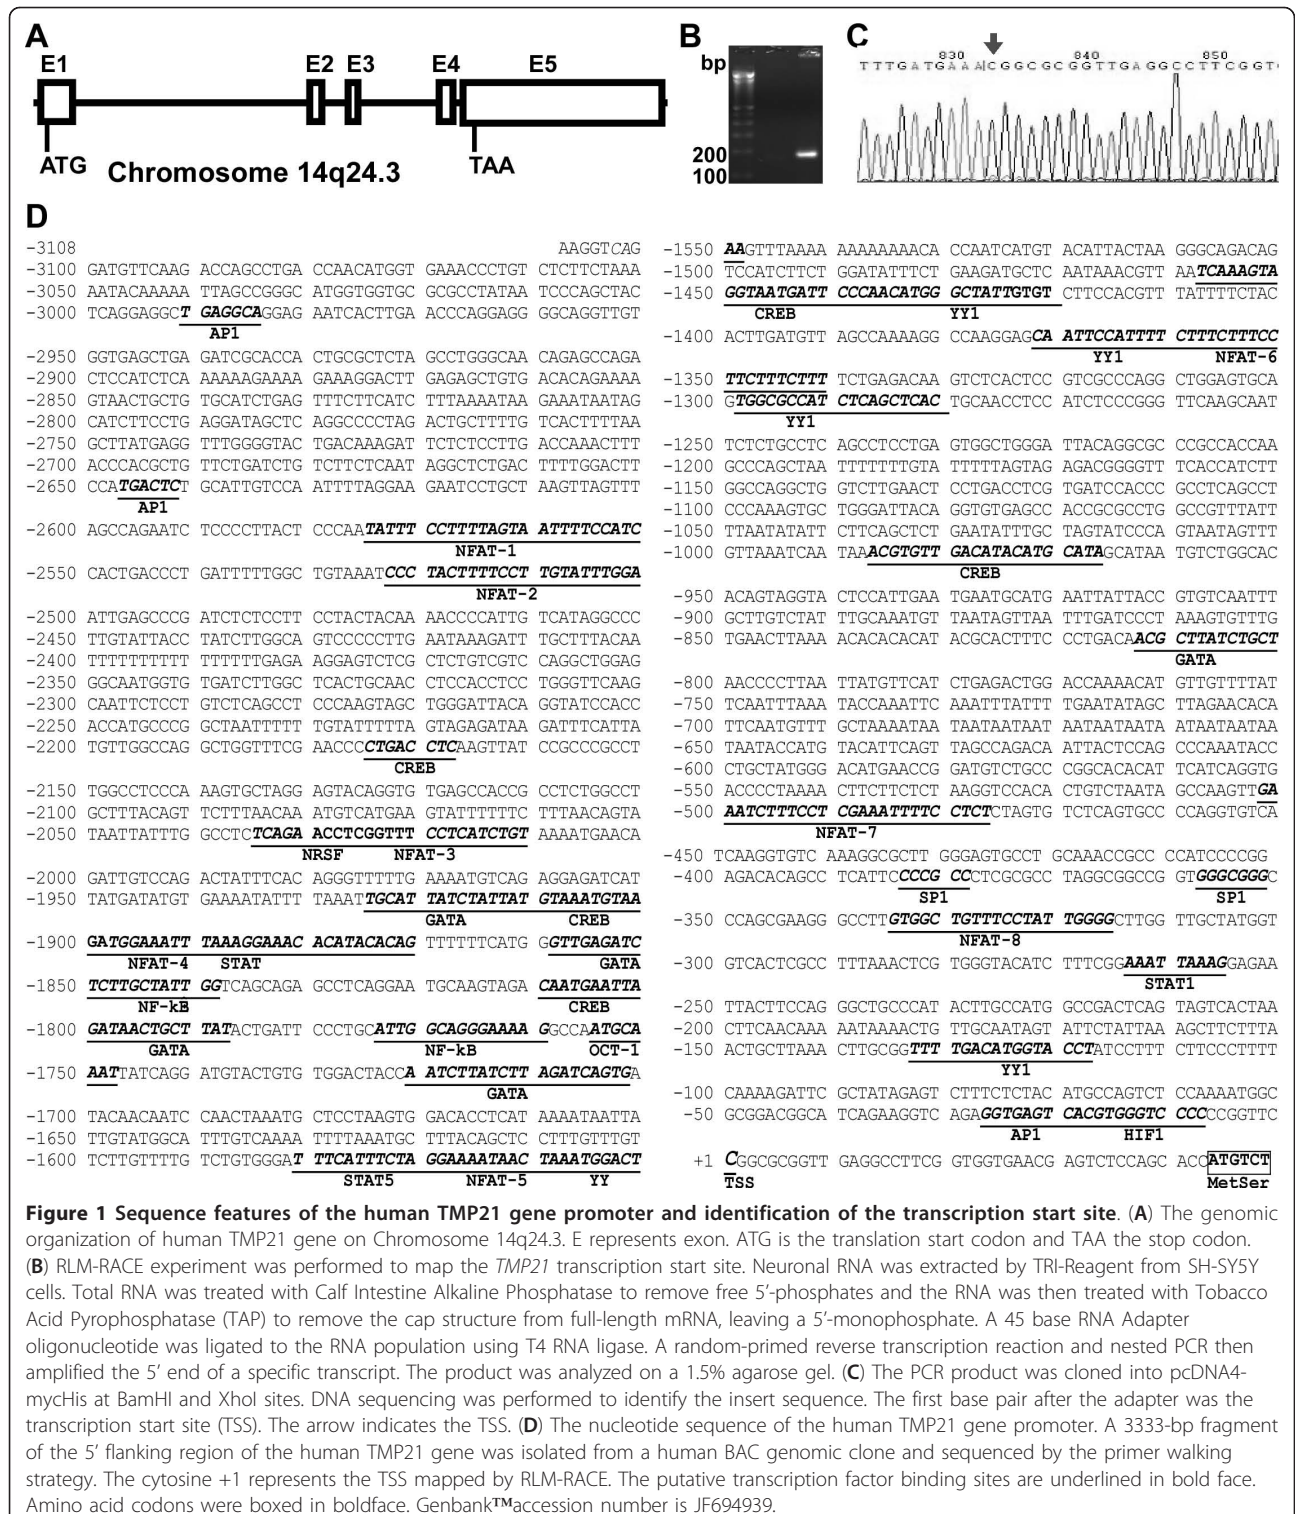 A
E1 E2 E3 E4 E5
ATG TAA
Chromosome 14q24.3
B
bp
200
100
C
830 840 850
T T T G A T G A A A C G G C G C G G T T G A G G C C T T C G G T
D
-3108 AAGGTCAG
-3100 GATGTTCAAG ACCAGCCTGA CCAACATGGT GAAACCCTGT CTCTTCTAAA
-3050 AATACAAAAA TTAGCCGGGC ATGGTGGTGC GCGCCTATAA TCCCAGCTAC
-3000 TCAGGAGGCT GAGGCAGGAG AATCACTTGA ACCCAGGAGG GGCAGGTTGT
AP1
-2950 GGTGAGCTGA GATCGCACCA CTGCGCTCTA GCCTGGGCAA CAGAGCCAGA
-2900 CTCCATCTCA AAAAAGAAAA GAAAGGACTT GAGAGCTGTG ACACAGAAAA
-2850 GTAACTGCTG TGCATCTGAG TTTCTTCATC TTTAAAATAA GAAATAATAG
-2800 CATCTTCCTG AGGATAGCTC AGGCCCCTAG ACTGCTTTTG TCACTTTTAA
-2750 GCTTATGAGG TTTGGGGTAC TGACAAAGAT TCTCTCCTTG ACCAAACTTT
-2700 ACCCACGCTG TTCTGATCTG TCTTCTCAAT AGGCTCTGAC TTTTGGACTT
-2650 CCATGACTCT GCATTGTCCA ATTTTAGGAA GAATCCTGCT AAGTTAGTTT
AP1
-2600 AGCCAGAATC TCCCCTTACT CCCAATATTT CCTTTTAGTA ATTTTCCATC
NFAT-1
-2550 CACTGACCCT GATTTTTGGC TGTAAATCCC TACTTTTCCT TGTATTTGGA
NFAT-2
-2500 ATTGAGCCCG ATCTCTCCTT CCTACTACAA AACCCCATTG TCATAGGCCC
-2450 TTGTATTACC TATCTTGGCA GTCCCCCTTG AATAAAGATT TGCTTTACAA
-2400 TTTTTTTTTT TTTTTTGAGA AGGAGTCTCG CTCTGTCGTC CAGGCTGGAG
-2350 GGCAATGGTG TGATCTTGGC TCACTGCAAC CTCCACCTCC TGGGTTCAAG
-2300 CAATTCTCCT GTCTCAGCCT CCCAAGTAGC TGGGATTACA GGTATCCACC
-2250 ACCATGCCCG GCTAATTTTT TGTATTTTTA GTAGAGATAA GATTTCATTA
-2200 TGTTGGCCAG GCTGGTTTCG AACCCCTGAC CTCAAGTTAT CCGCCCGCCT
CREB
-2150 TGGCCTCCCA AAGTGCTAGG AGTACAGGTG TGAGCCACCG CCTCTGGCCT
-2100 GCTTTACAGT TCTTTAACAA ATGTCATGAA GTATTTTTTC TTTAACAGTA
-2050 TAATTATTTG GCCTCTCAGA ACCTCGGTTT CCTCATCTGT AAAATGAACA
NRSF NFAT-3
-2000 GATTGTCCAG ACTATTTCAC AGGGTTTTTG AAAATGTCAG AGGAGATCAT
-1950 TATGATATGT GAAAATATTT TAAATTGCAT TATCTATTAT GTAAATGTAA
GATA CREB
-1900 GATGGAAATT TAAAGGAAAC ACATACACAG TTTTTTCATG GGTTGAGATC
NFAT-4 STAT GATA
-1850 TCTTGCTATT GGTCAGCAGA GCCTCAGGAA TGCAAGTAGA CAATGAATTA
NF-kB CREB
-1800 GATAACTGCT TATACTGATT CCCTGCATTG GCAGGGAAAA GGCCAATGCA
GATA NF-kB OCT-1
-1750 AATTATCAGG ATGTACTGTG TGGACTACCA AATCTTATCTT AGATCAGTGA
GATA
-1700 TACAACAATC CAACTAAATG CTCCTAAGTG GACACCTCAT AAAATAATTA
-1650 TTGTATGGCA TTTGTCAAAA TTTTAAATGC TTTACAGCTC CTTTGTTTGT
-1600 TCTTGTTTTG TCTGTGGGAT TTCATTTCTA GGAAAATAAC TAAATGGACT
STAT5 NFAT-5 YY
-1550 AAGTTTAAAA AAAAAAAACA CCAATCATGT ACATTACTAA GGGCAGACAG
-1500 TCCATCTTCT GGATATTTCT GAAGATGCTC AATAAACGTT AATCAAAGTA
-1450 GGTAATGATT CCCAACATGG GCTATTGTGT CTTCCACGTT TATTTTCTAC
CREB YY1
-1400 ACTTGATGTT AGCCAAAAGG CCAAGGAGCA ATTCCATTTT CTTTCTTTCC
YY1 NFAT-6
-1350 TTCTTTCTTT TCTGAGACAA GTCTCACTCC GTCGCCCAGG CTGGAGTGCA
-1300 GTGGCGCCAT CTCAGCTCAC TGCAACCTCC ATCTCCCGGG TTCAAGCAAT
YY1
-1250 TCTCTGCCTC AGCCTCCTGA GTGGCTGGGA TTACAGGCGC CCGCCACCAA
-1200 GCCCAGCTAA TTTTTTTGTA TTTTTAGTAG AGACGGGGTT TCACCATCTT
-1150 GGCCAGGCTG GTCTTGAACT CCTGACCTCG TGATCCACCC GCCTCAGCCT
-1100 CCCAAAGTGC TGGGATTACA GGTGTGAGCC ACCGCGCCTG GCCGTTTATT
-1050 TTAATATATT CTTCAGCTCT GAATATTTGC TAGTATCCCA GTAATAGTTT
-1000 GTTAAATCAA TAAACGTGTT GACATACATG CATAGCATAA TGTCTGGCAC
CREB
-950 ACAGTAGGTA CTCCATTGAA TGAATGCATG AATTATTACC GTGTCAATTT
-900 GCTTGTCTAT TTGCAAATGT TAATAGTTAA TTTGATCCCT AAAGTGTTTG
-850 TGAACTTAAA ACACACACAT ACGCACTTTC CCTGACAACG CTTATCTGCT
GATA
-800 AACCCCTTAA TTATGTTCAT CTGAGACTGG ACCAAAACAT GTTGTTTTAT
-750 TCAATTTAAA TACCAAATTC AAATTTATTT TGAATATAGC TTAGAACACA
-700 TTCAATGTTT GCTAAAATAA TAATAATAAT AATAATAATA ATAATAATAA
-650 TAATACCATG TACATTCAGT TAGCCAGACA ATTACTCCAG CCCAAATACC
-600 CTGCTATGGG ACATGAACCG GATGTCTGCC CGGCACACAT TCATCAGGTG
-550 ACCCCTAAAA CTTCTTCTCT AAGGTCCACA CTGTCTAATA GCCAAGTTGA
-500 AATCTTTCCT CGAAATTTTC CTCTCTAGTG TCTCAGTGCC CCAGGTGTCA
NFAT-7
-450 TCAAGGTGTC AAAGGCGCTT GGGAGTGCCT GCAAACCGCC CCATCCCCGG
-400 AGACACAGCC TCATTCCCCG CCCTCGCGCC TAGGCGGCCG GTGGGCGGGC
SP1 SP1
-350 CCAGCGAAGG GCCTTGTGGC TGTTTCCTAT TGGGGCTTGG TTGCTATGGT
NFAT-8
-300 GTCACTCGCC TTTAAACTCG TGGGTACATC TTTCGGAAAT TAAAGGAGAA
STAT1
-250 TTACTTCCAG GGCTGCCCAT ACTTGCCATG GCCGACTCAG TAGTCACTAA
-200 CTTCAACAAA AATAAAACTG TTGCAATAGT ATTCTATTAA AGCTTCTTTA
-150 ACTGCTTAAA CTTGCGGTTT TGACATGGTA CCTATCCTTT CTTCCCTTTT
YY1
-100 CAAAAGATTC GCTATAGAGT CTTTCTCTAC ATGCCAGTCT CCAAAATGGC
-50 GCGGACGGCA TCAGAAGGTC AGAGGTGAGT CACGTGGGTC CCCCCGGTTC
AP1 HIF1
+1 CGGCGCGGTT GAGGCCTTCG GTGGTGAACG AGTCTCCAGC ACCATGTCT
TSS MetSer
Figure 1 Sequence features of the human TMP21 gene promoter and identification of the transcription start site. (A) The genomic
organization of human TMP21 gene on Chromosome 14q24.3. E represents exon. ATG is the translation start codon and TAA the stop codon.
(B) RLM-RACE experiment was performed to map the TMP21 transcription start site. Neuronal RNA was extracted by TRI-Reagent from SH-SY5Y
cells. Total RNA was treated with Calf Intestine Alkaline Phosphatase to remove free 5’-phosphates and the RNA was then treated with Tobacco
Acid Pyrophosphatase (TAP) to remove the cap structure from full-length mRNA, leaving a 5’-monophosphate. A 45 base RNA Adapter
oligonucleotide was ligated to the RNA population using T4 RNA ligase. A random-primed reverse transcription reaction and nested PCR then
amplified the 5’ end of a specific transcript. The product was analyzed on a 1.5% agarose gel. (C) The PCR product was cloned into pcDNA4-
mycHis at BamHI and XhoI sites. DNA sequencing was performed to identify the insert sequence. The first base pair after the adapter was the
transcription start site (TSS). The arrow indicates the TSS. (D) The nucleotide sequence of the human TMP21 gene promoter. A 3333-bp fragment
of the 5’ flanking region of the human TMP21 gene was isolated from a human BAC genomic clone and sequenced by the primer walking
strategy. The cytosine +1 represents the TSS mapped by RLM-RACE. The putative transcription factor binding sites are underlined in bold face.
Amino acid codons were boxed in boldface. Genbank™accession number is JF694939.